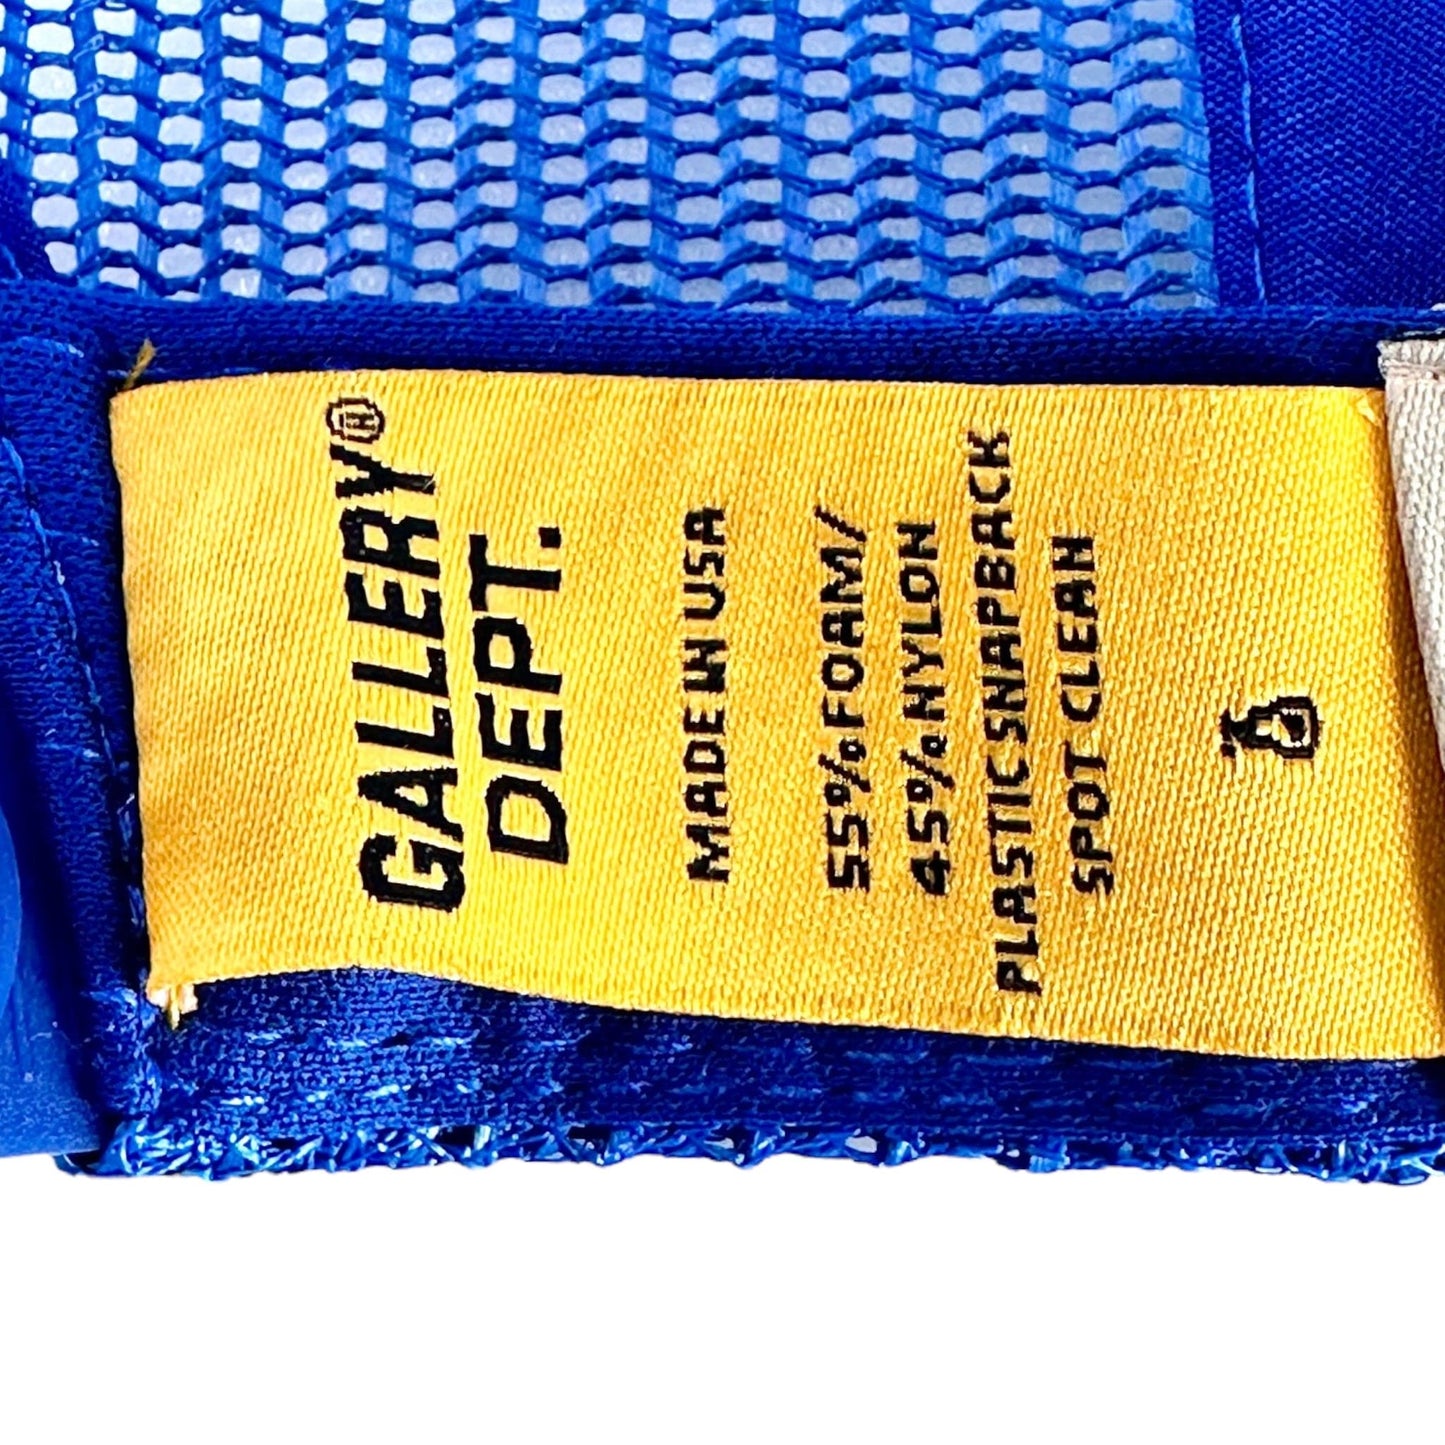 GALLERY®
DEPT.
MADE IN USA
55% FOAM/
45% NYLON
PLASTIC SNAPBACK
SPOT CLEAN